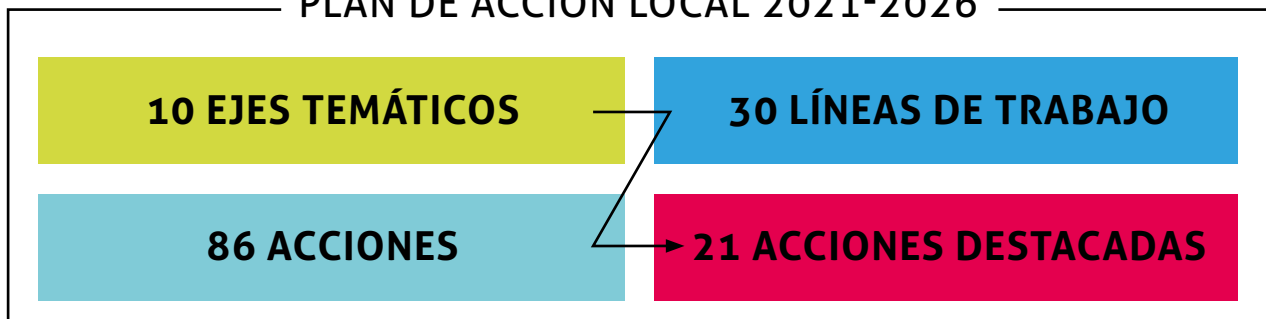 PLAN DE ACCIÓN LOCAL 2021-2026
10 EJES TEMÁTICOS
30 LÍNEAS DE TRABAJO
86 ACCIONES
21 ACCIONES DESTACADAS